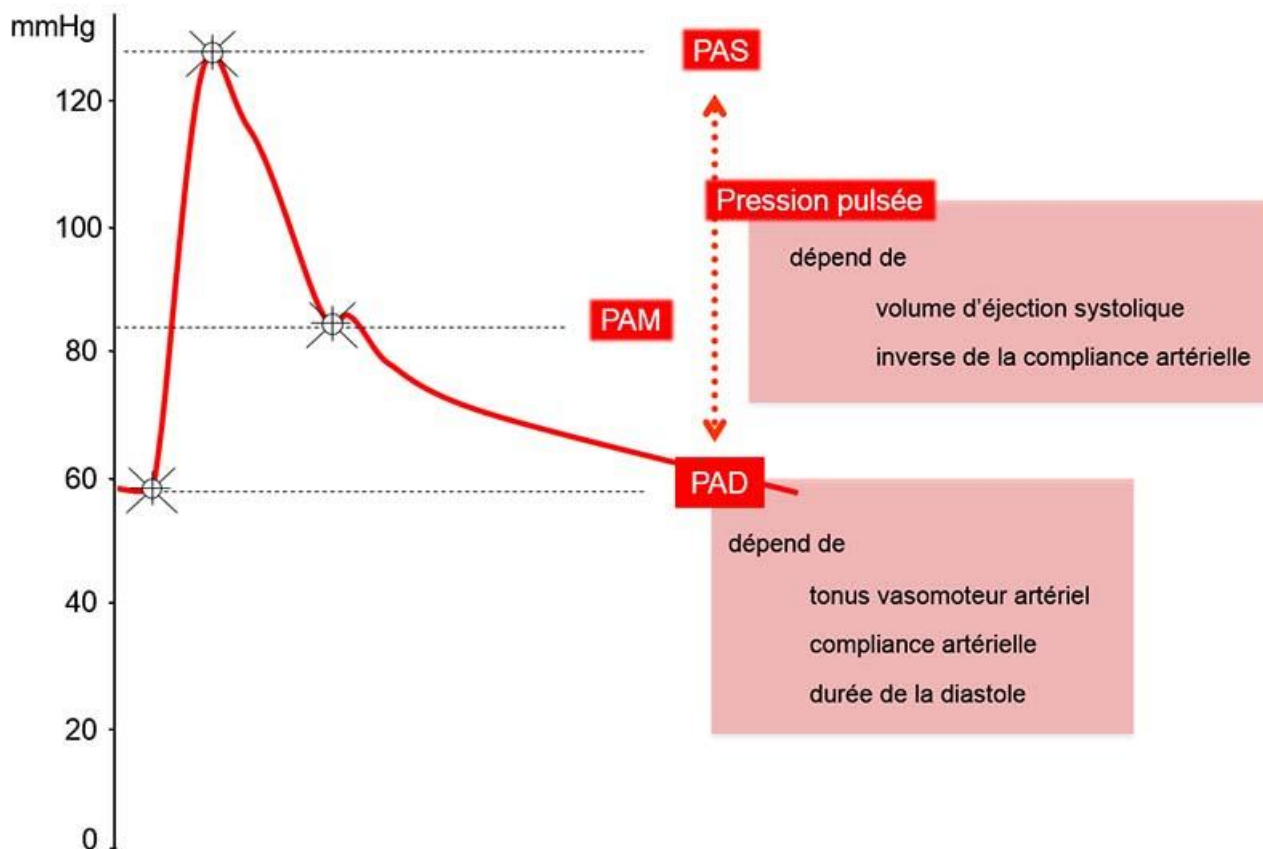 mmHg
PAS
120
Pression pulsée
100
dépend de
volume d'éjection systolique
PAM
80
inverse de la compliance artérielle
60
PAD
dépend de
40
tonus vasomoteur artériel
compliance artérielle
durée de la diastole
20
0